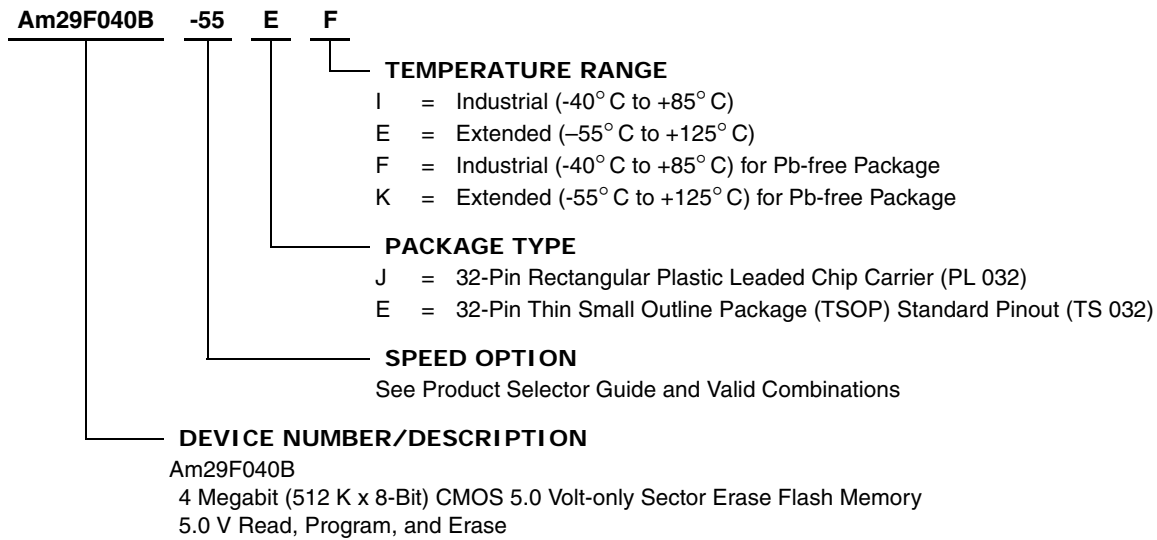 Am29F040B -55 E F
TEMPERATURE RANGE
I = Industrial (-40° C to +85° C)
E = Extended (–55° C to +125° C)
F = Industrial (-40° C to +85° C) for Pb-free Package
K = Extended (-55° C to +125° C) for Pb-free Package
PACKAGE TYPE
J = 32-Pin Rectangular Plastic Leaded Chip Carrier (PL 032)
E = 32-Pin Thin Small Outline Package (TSOP) Standard Pinout (TS 032)
SPEED OPTION
See Product Selector Guide and Valid Combinations
DEVICE NUMBER/DESCRIPTION
Am29F040B
4 Megabit (512 K x 8-Bit) CMOS 5.0 Volt-only Sector Erase Flash Memory
5.0 V Read, Program, and Erase